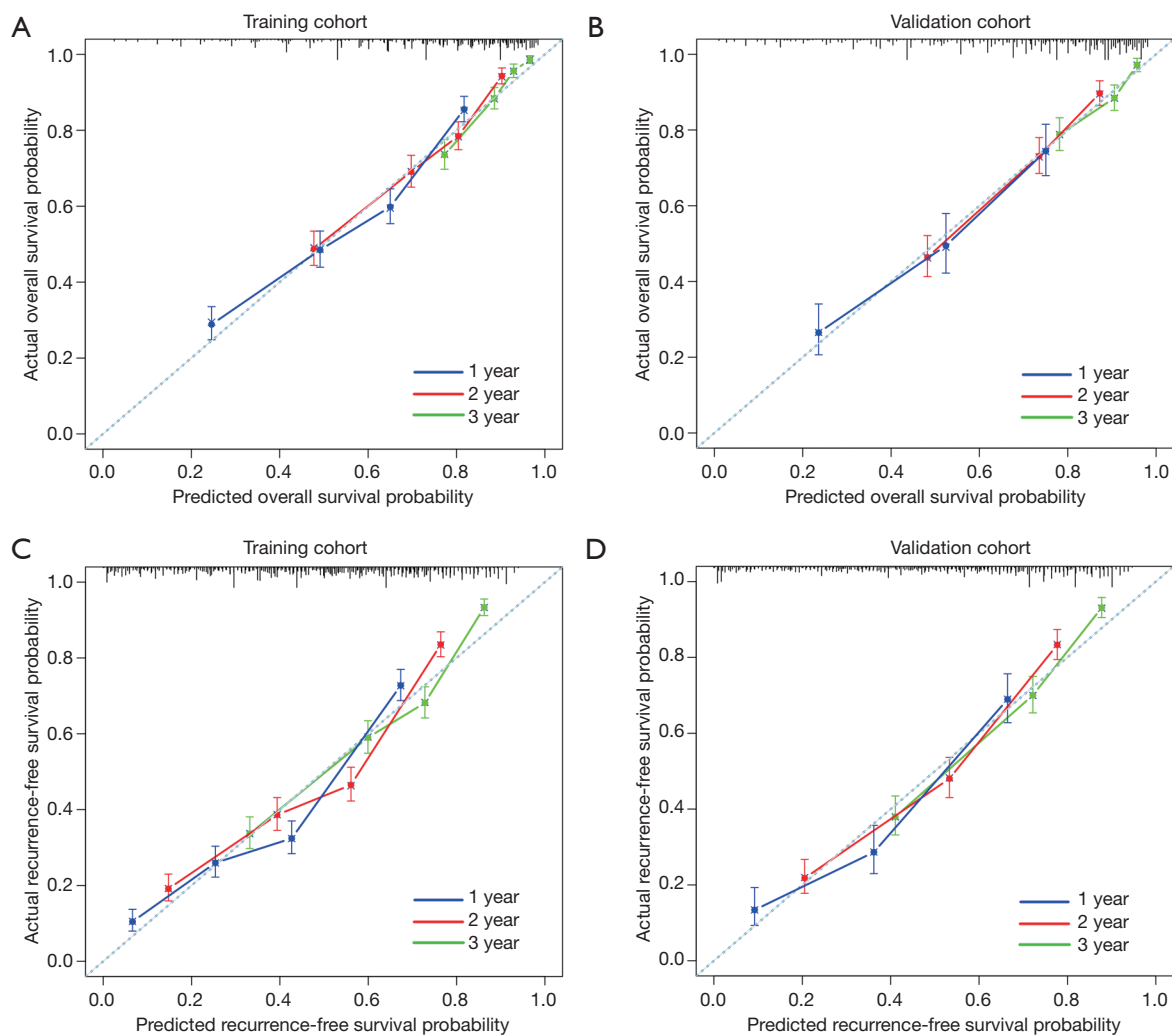 A
Training cohort
Actual overall survival probability
1.0
0.8
0.6
0.4
0.2
0.0
1 year
2 year
3 year
0.0 0.2 0.4 0.6 0.8 1.0
Predicted overall survival probability
B
Validation cohort
Actual overall survival probability
1.0
0.8
0.6
0.4
0.2
0.0
1 year
2 year
3 year
0.0 0.2 0.4 0.6 0.8 1.0
Predicted overall survival probability
C
Training cohort
Actual recurrence-free survival probability
1.0
0.8
0.6
0.4
0.2
0.0
1 year
2 year
3 year
0.0 0.2 0.4 0.6 0.8 1.0
Predicted recurrence-free survival probability
D
Validation cohort
Actual recurrence-free survival probability
1.0
0.8
0.6
0.4
0.2
0.0
1 year
2 year
3 year
0.0 0.2 0.4 0.6 0.8 1.0
Predicted recurrence-free survival probability